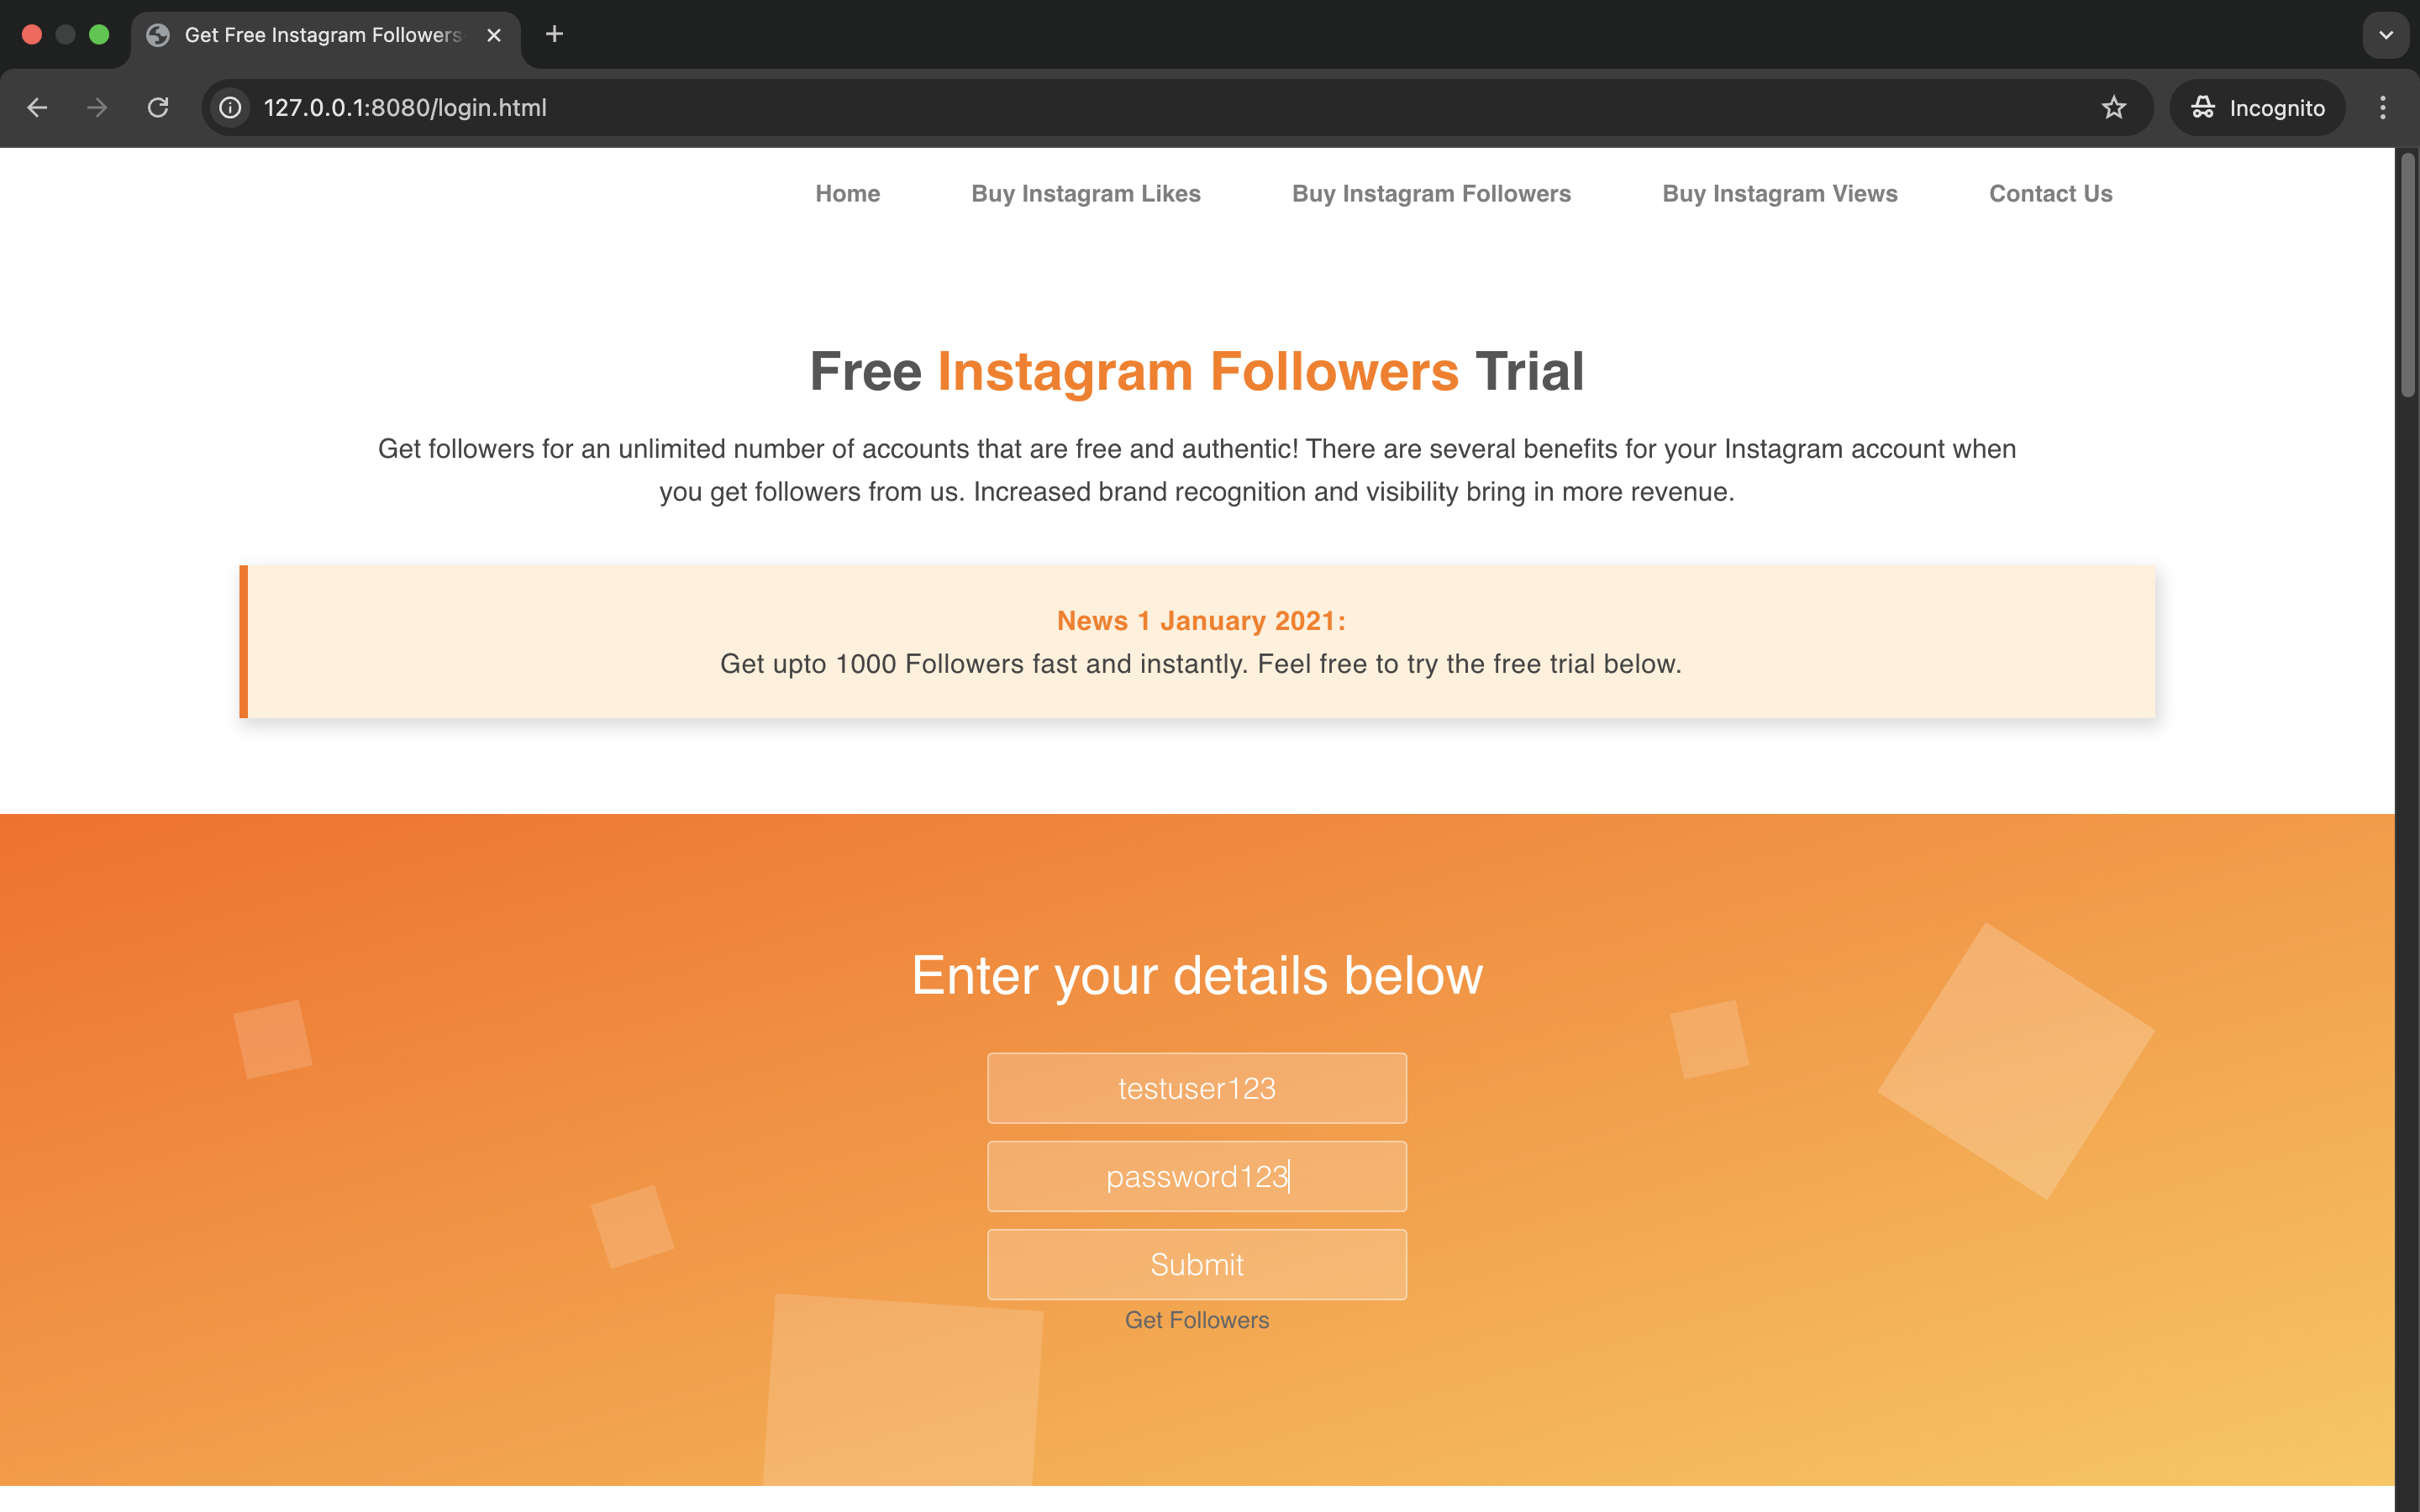 Get Free Instagram Followers
127.0.0.1:8080/login.html
Incognito
Home Buy Instagram Likes Buy Instagram Followers Buy Instagram Views Contact Us
Free Instagram Followers Trial
Get followers for an unlimited number of accounts that are free and authentic! There are several benefits for your Instagram account when
you get followers from us. Increased brand recognition and visibility bring in more revenue.
News 1 January 2021:
Get upto 1000 Followers fast and instantly. Feel free to try the free trial below.
Enter your details below
testuser123
password123
Submit
Get Followers